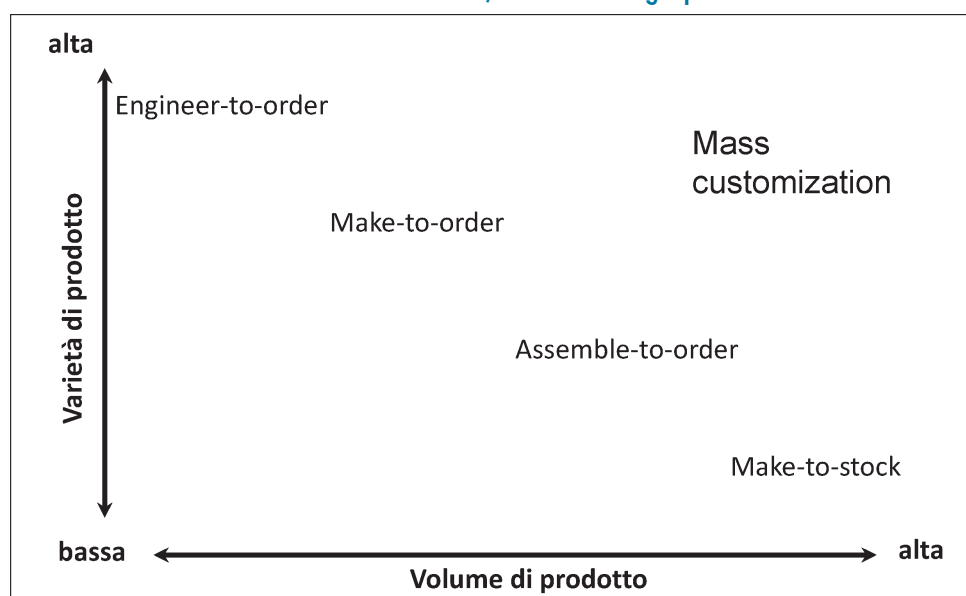 alta
Engineer-to-order
Mass
customization
Make-to-order
Varietà di prodotto
Assemble-to-order
Make-to-stock
bassa
alta
Volume di prodotto